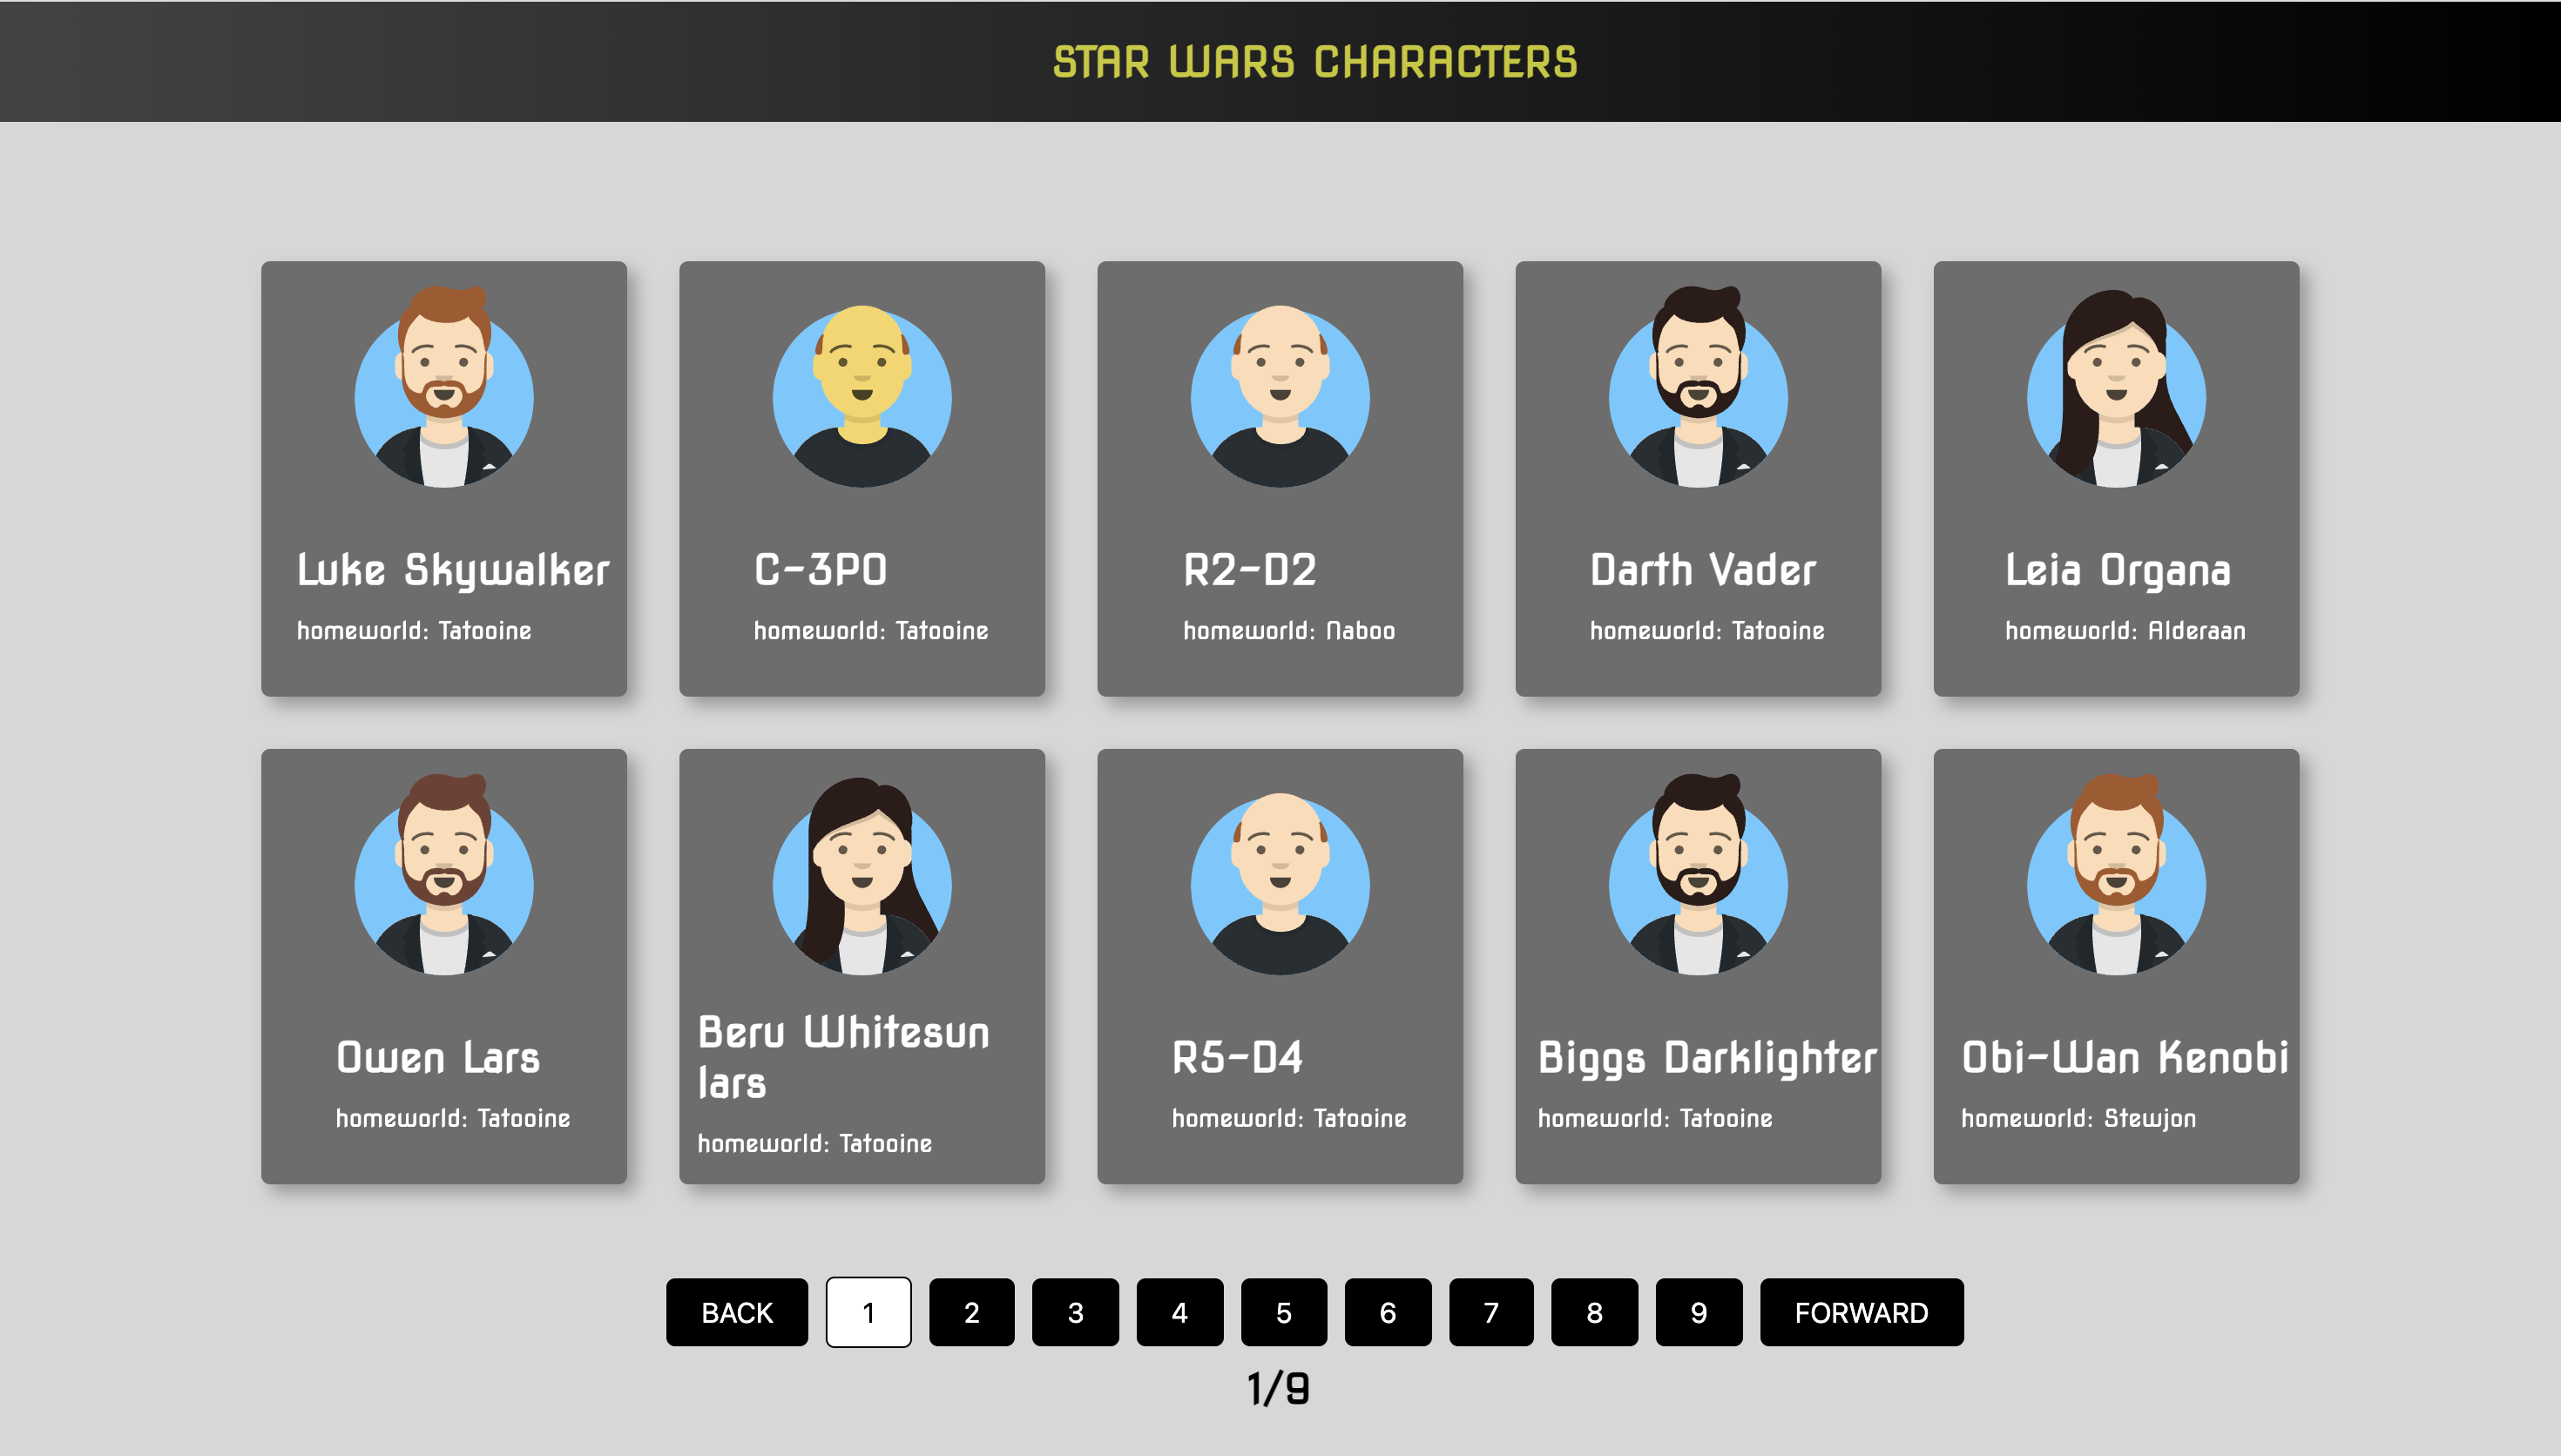 STAR WARS CHARACTERS
Luke Skywalker
homeworld: Tatooine
C-3PO
homeworld: Tatooine
R2-D2
homeworld: Naboo
Darth Vader
homeworld: Tatooine
Leia Organa
homeworld: Alderaan
Owen Lars
homeworld: Tatooine
Beru Whitesun
lars
homeworld: Tatooine
R5-D4
homeworld: Tatooine
Biggs Darklighter
homeworld: Tatooine
Obi-Wan Kenobi
homeworld: Stewjon
BACK 1 2 3 4 5 6 7 8 9 FORWARD
1/9